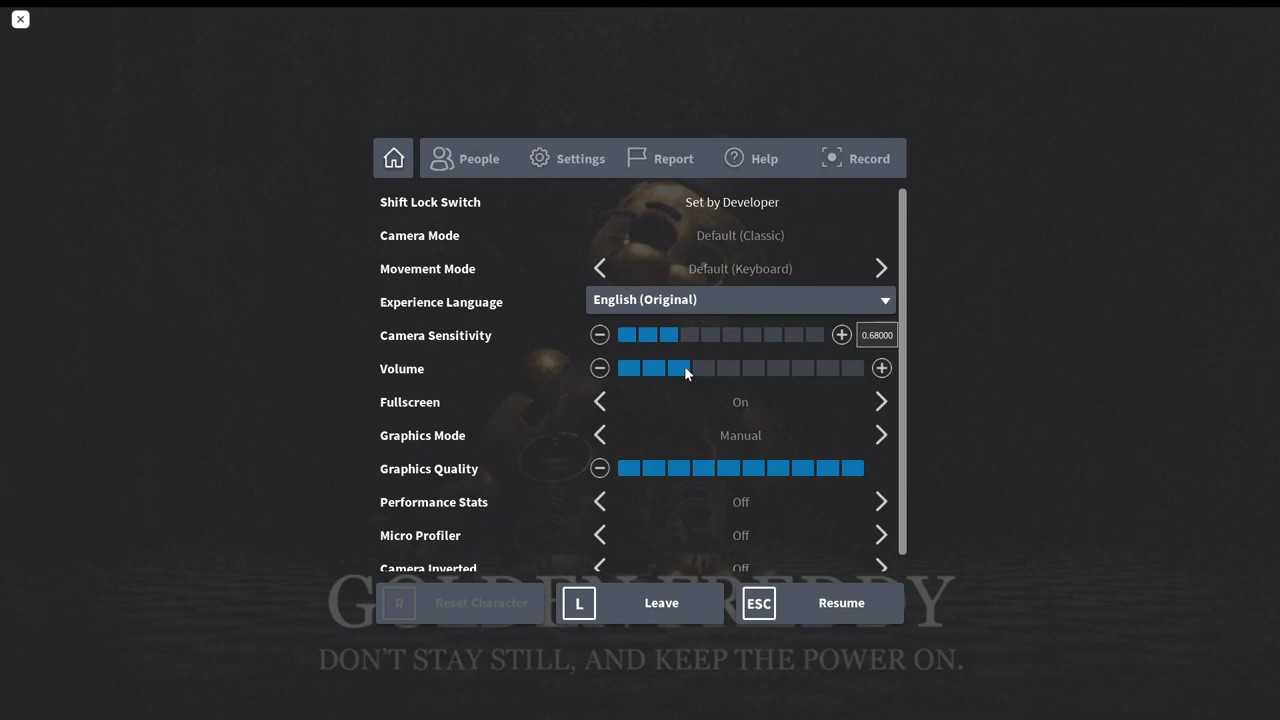 People Settings Report Help Record
Shift Lock Switch Set by Developer
Camera Mode Default (Classic)
Movement Mode Default (Keyboard)
Experience Language English (Original)
Camera Sensitivity 0.68000
Volume
Fullscreen On
Graphics Mode Manual
Graphics Quality
Performance Stats Off
Micro Profiler Off
Camera Inverted Off
GOLDEN FREDDY
R Reset Character L Leave ESC Resume
DON'T STAY STILL, AND KEEP THE POWER ON.